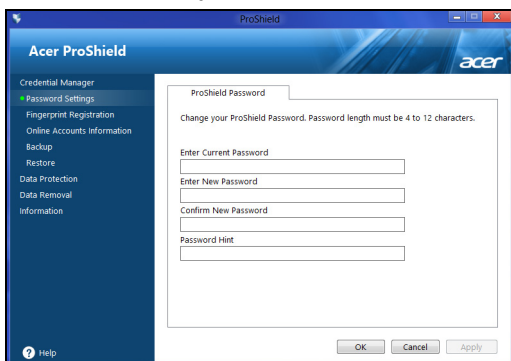 ProShield
Acer ProShield
acer
Credential Manager
Password Settings
Fingerprint Registration
Online Accounts Information
Backup
Restore
Data Protection
Data Removal
Information
Help
ProShield Password
Change your ProShield Password. Password length must be 4 to 12 characters.
Enter Current Password
Enter New Password
Confirm New Password
Password Hint
OK
Cancel
Apply